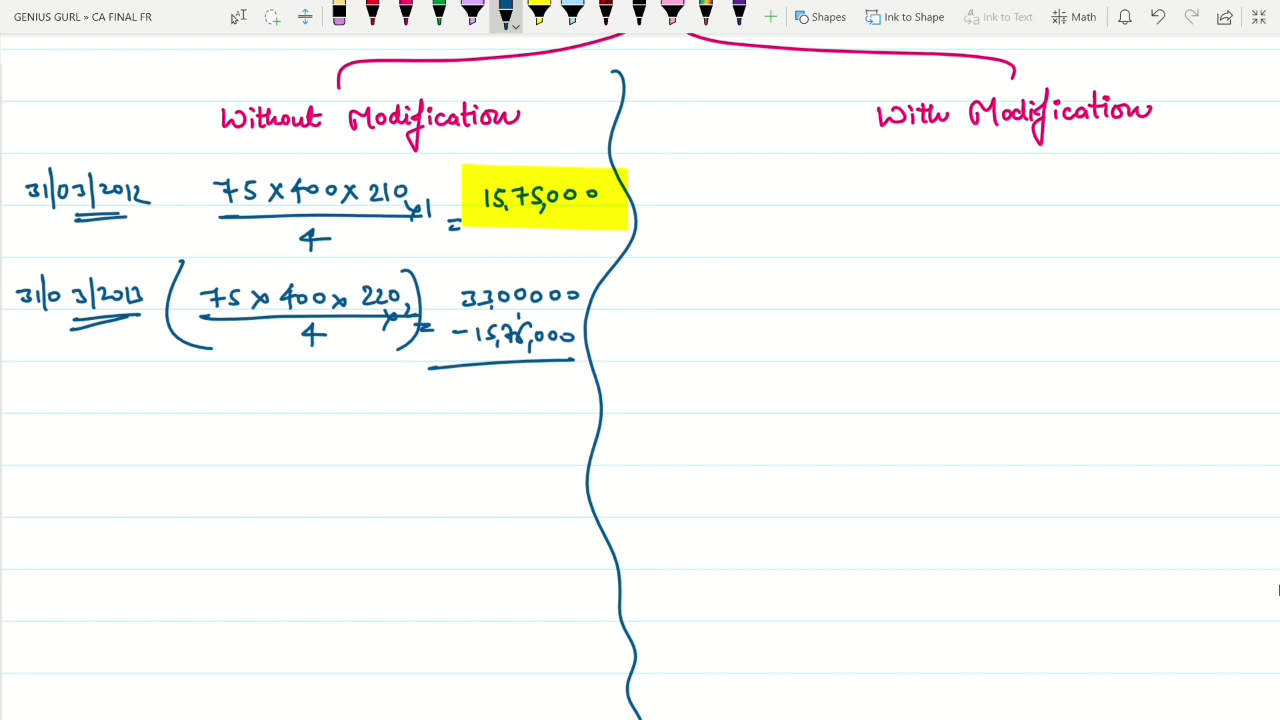 GENIUS GURL » CA FINAL FR
Shapes
Ink to Shape
Ink to Text
Math
Without Modification
With Modification
31/03/2012 75 x 400 x 210 x 1 = 15,75,000
4
31/03/2013 (75 x 400 x 220 x 2) = 33,00000
4 - 15,75,000